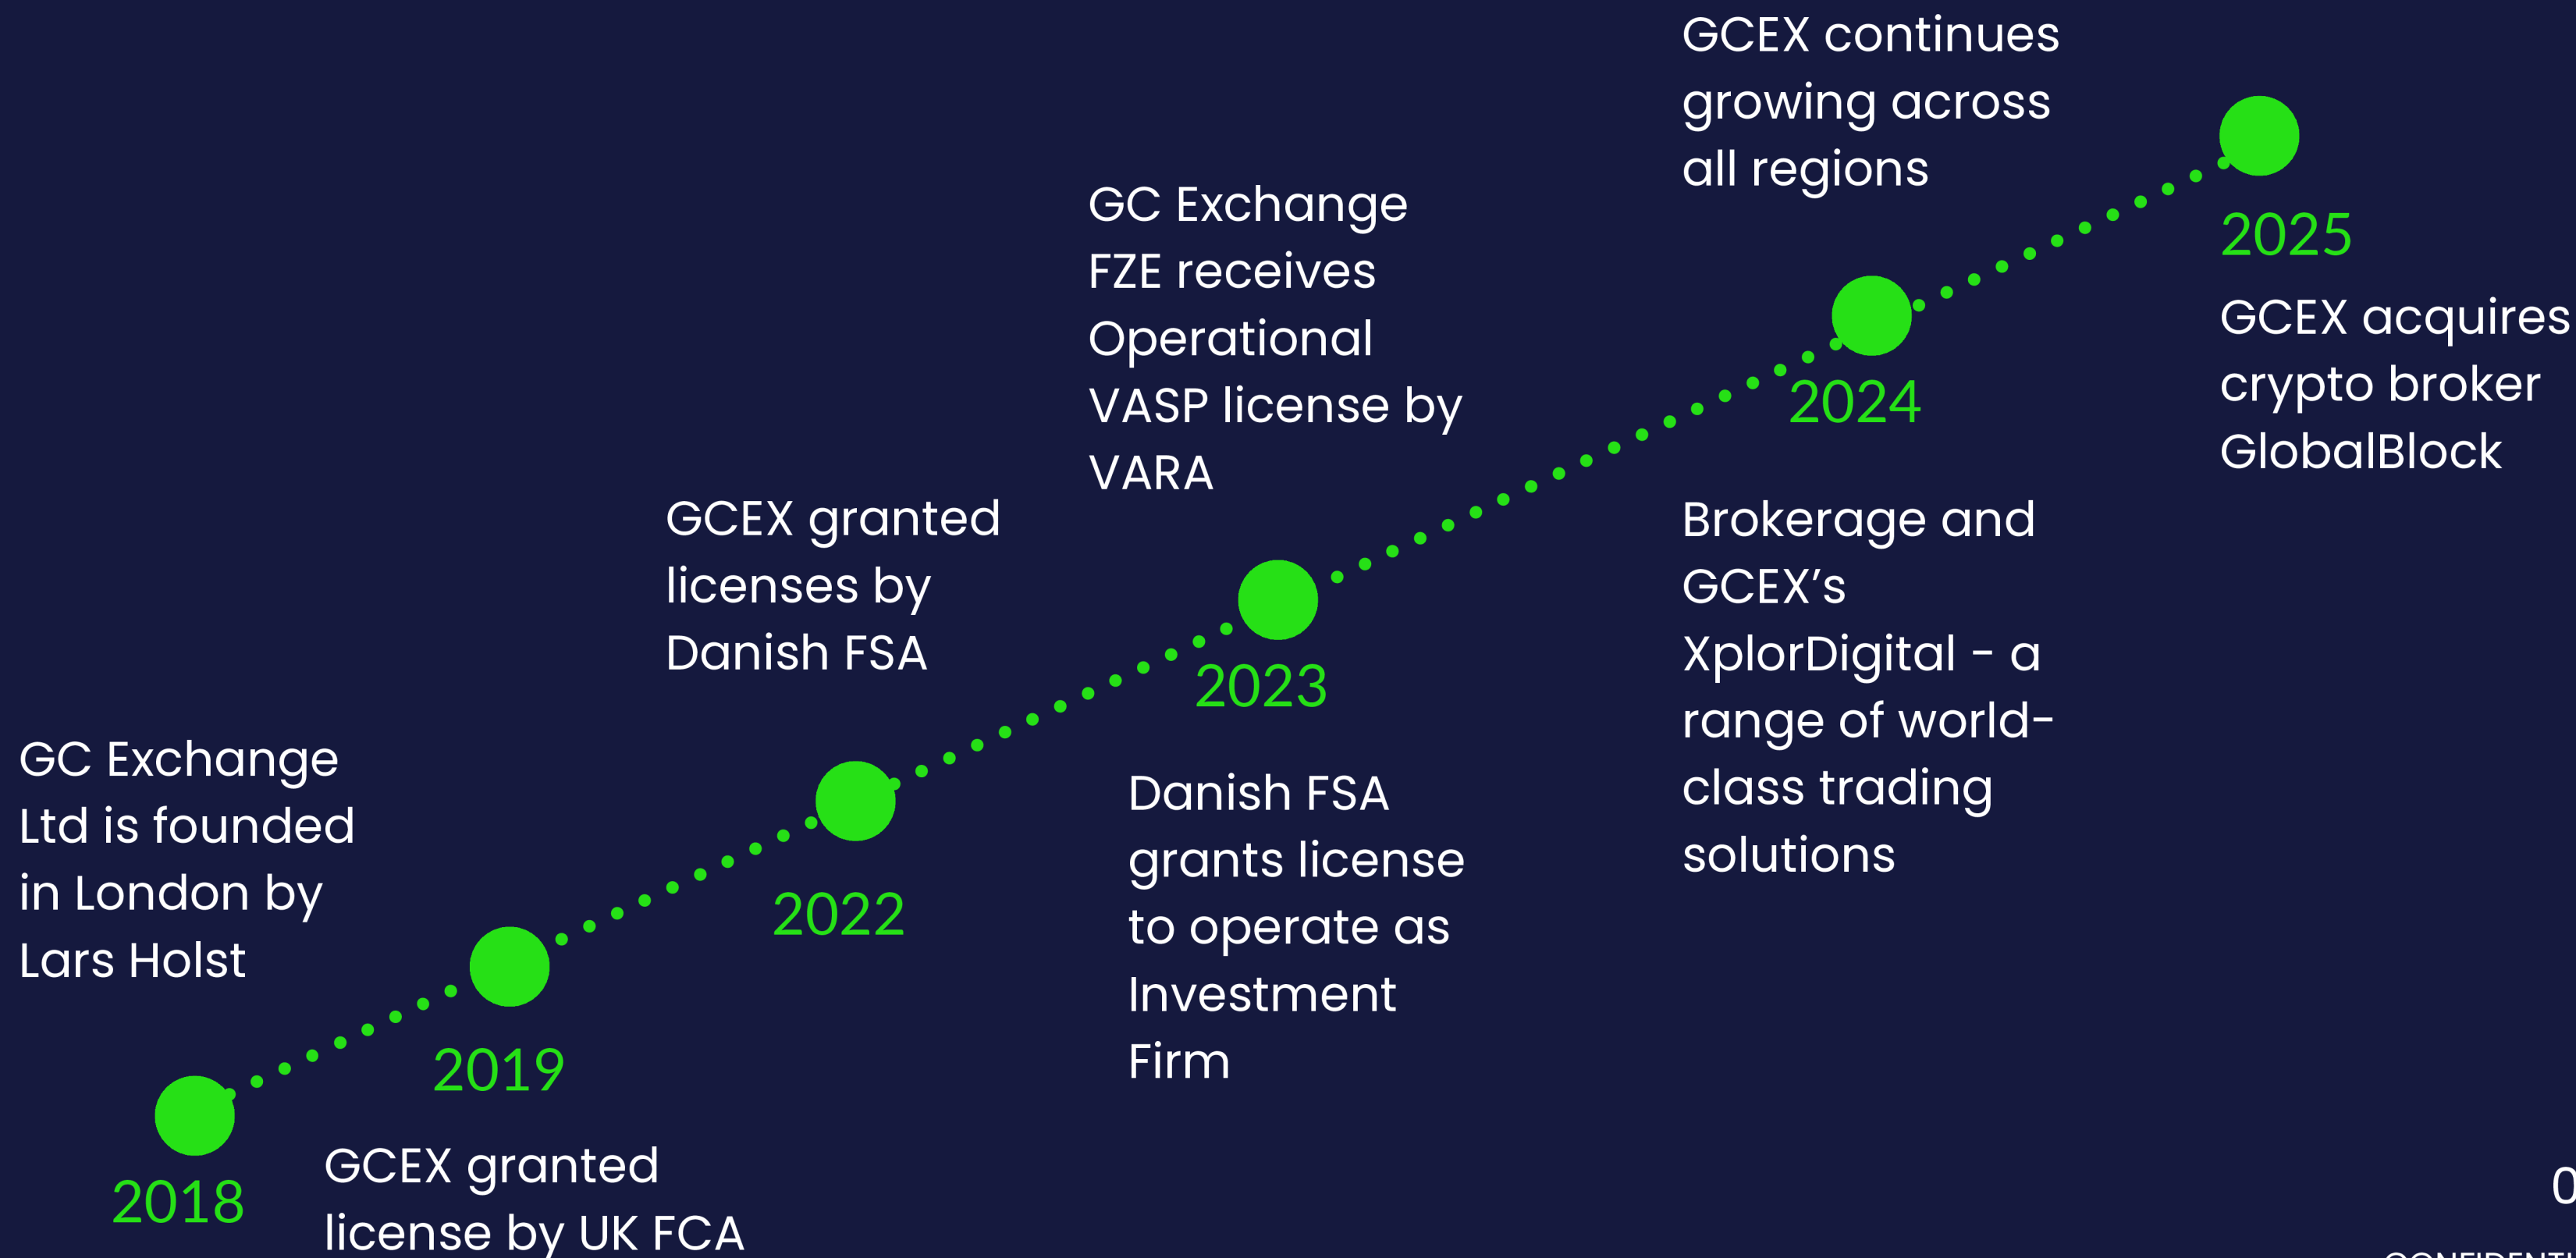 GC Exchange
Ltd is founded
in London by
Lars Holst
2018
2019
GCEX granted
license by UK FCA
GCEX granted
licenses by
Danish FSA
2022
GC Exchange
FZE receives
Operational
VASP license by
VARA
2023
Danish FSA
grants license
to operate as
Investment
Firm
GCEX continues
growing across
all regions
2024
Brokerage and
GCEX’s
XplorDigital - a
range of world-
class trading
solutions
2025
GCEX acquires
crypto broker
GlobalBlock
0